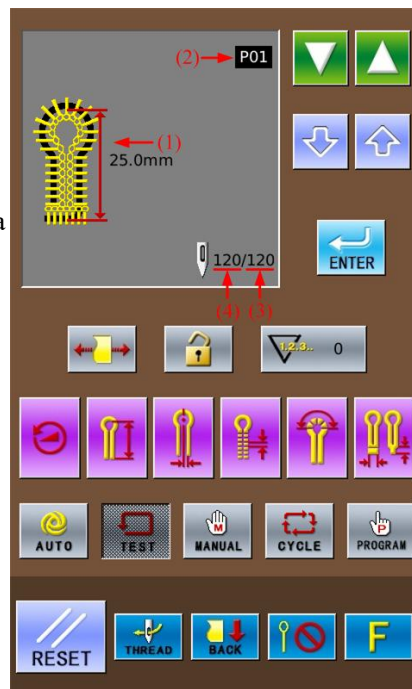 (2) P01
(1)
25.0mm
a
120/120
(4) (3)
ENTER
1.2.3.. 0
M P
AUTO TEST MANUAL CYCLE PROGRAM
RESET THREAD BACK F